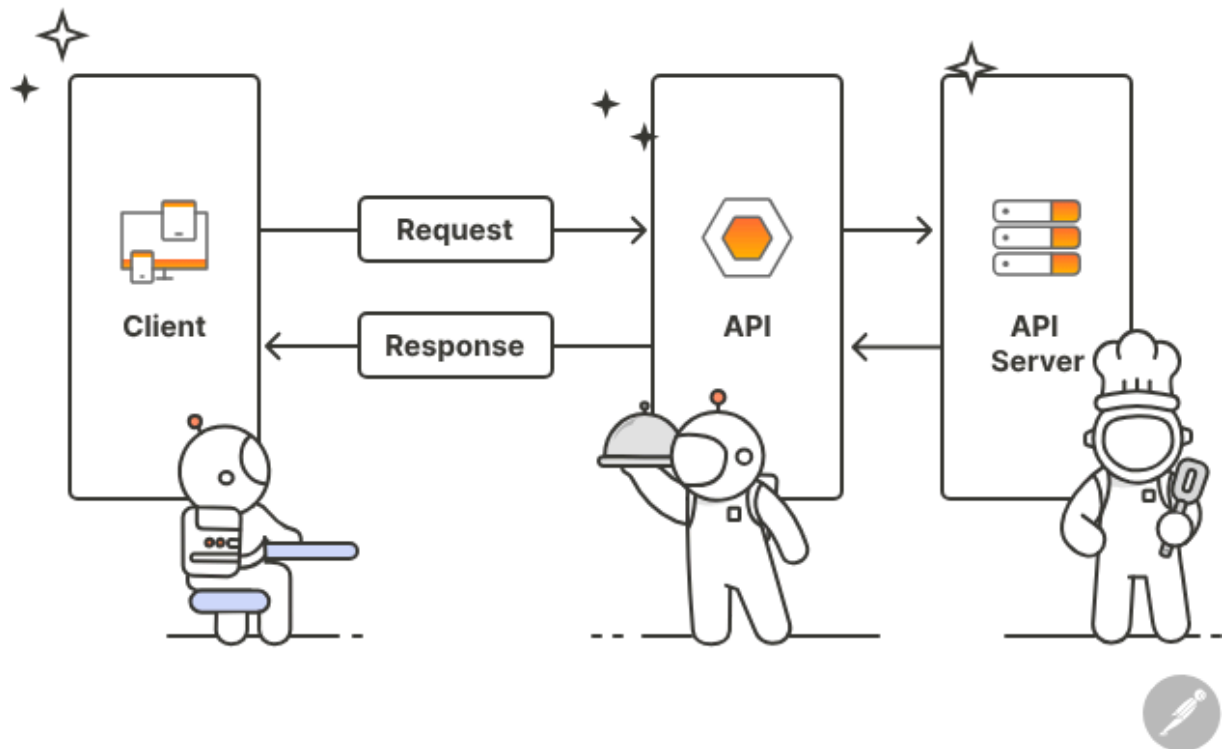 Request
Response
Client
API
API
Server